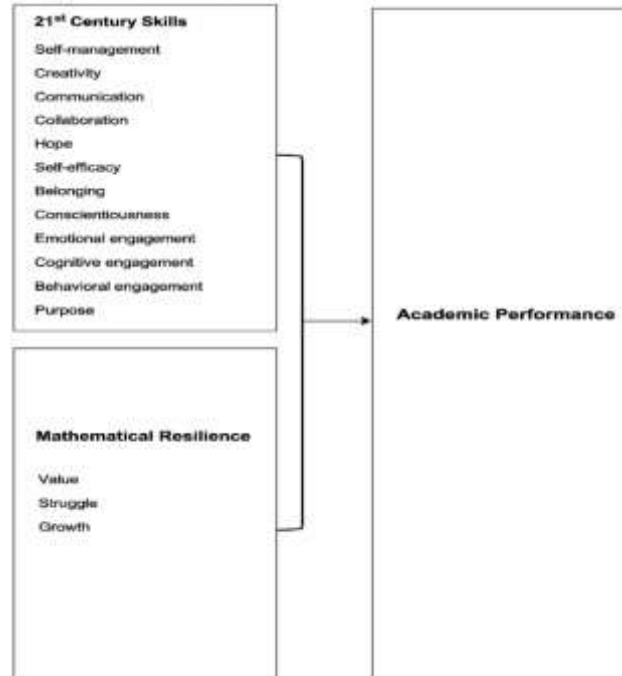 21st Century Skills
Self-management
Creativity
Communication
Collaboration
Hope
Self-efficacy
Belonging
Conscientiousness
Emotional engagement
Cognitive engagement
Behavioral engagement
Purpose
Mathematical Resilience
Value
Struggle
Growth
Academic Performance